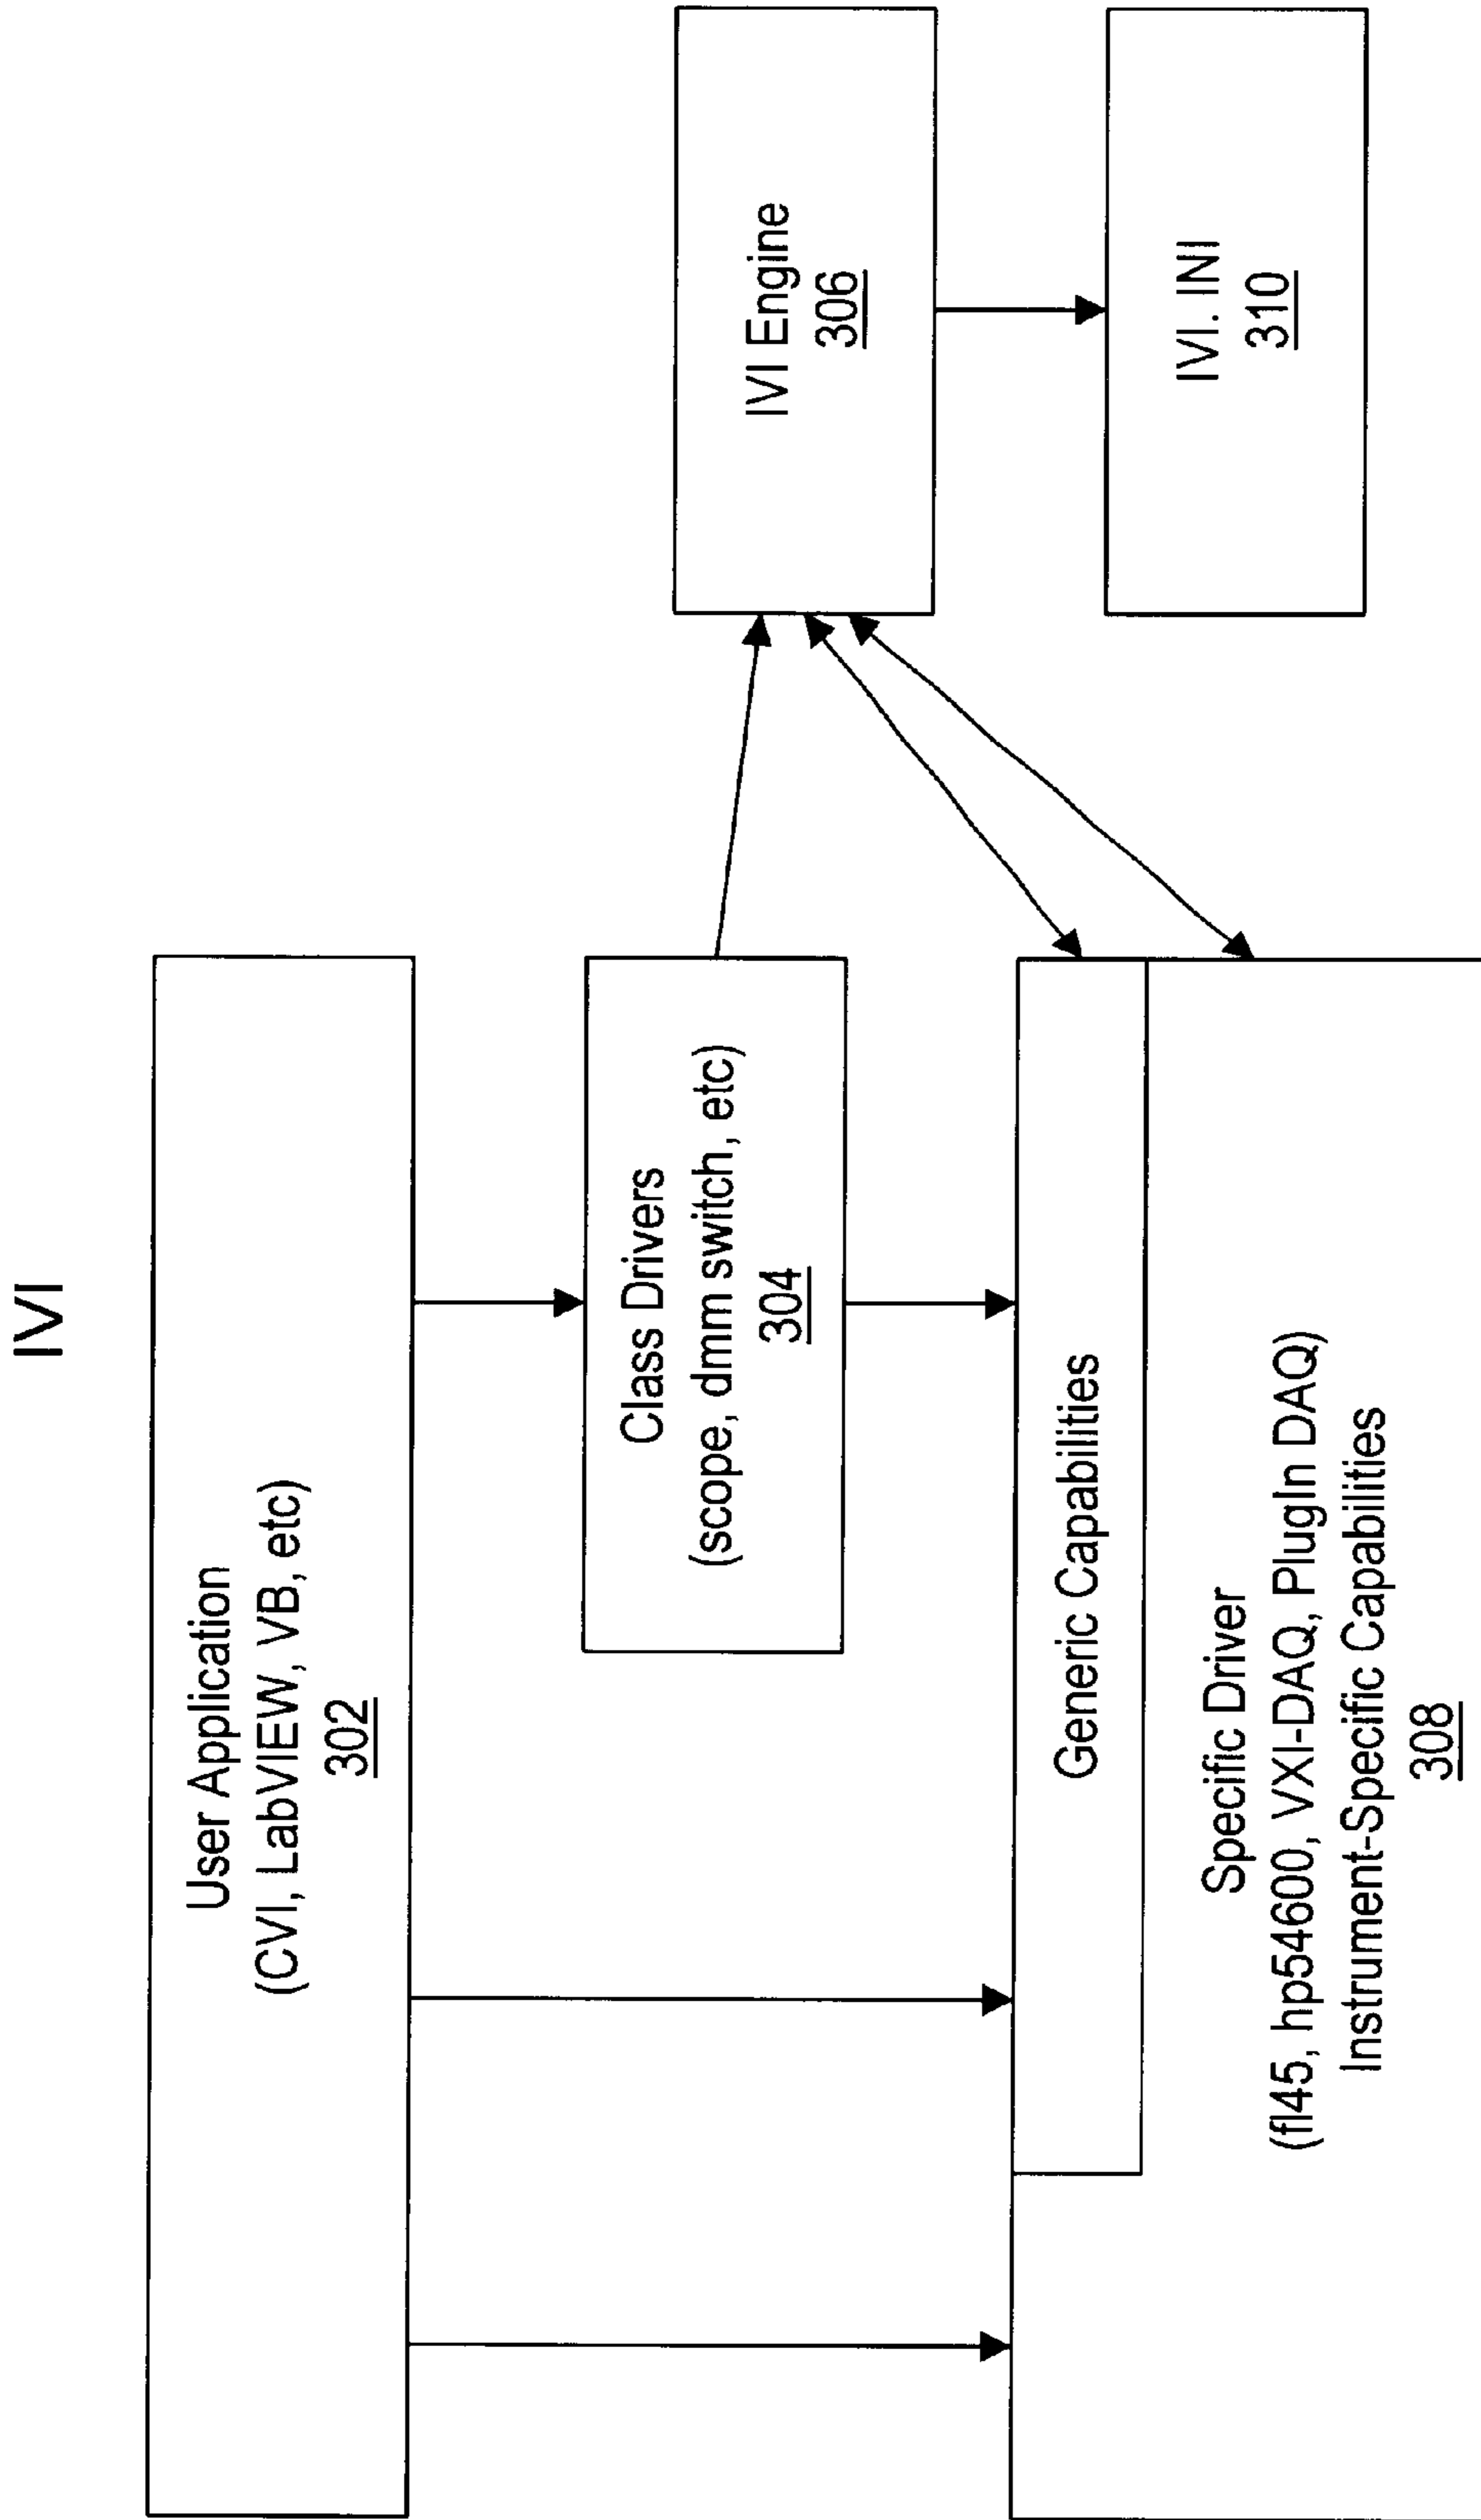 IVI
User Application
(CVI, LabVIEW, VB, etc)
302
Class Drivers
(scope, dmm switch, etc)
304
IVI Engine
306
Generic Capabilities
Specific Driver
(fl45, hp54600, VXI-DAQ, PlugIn DAQ)
Instrument-Specific Capabilities
308
IVI. INI
310